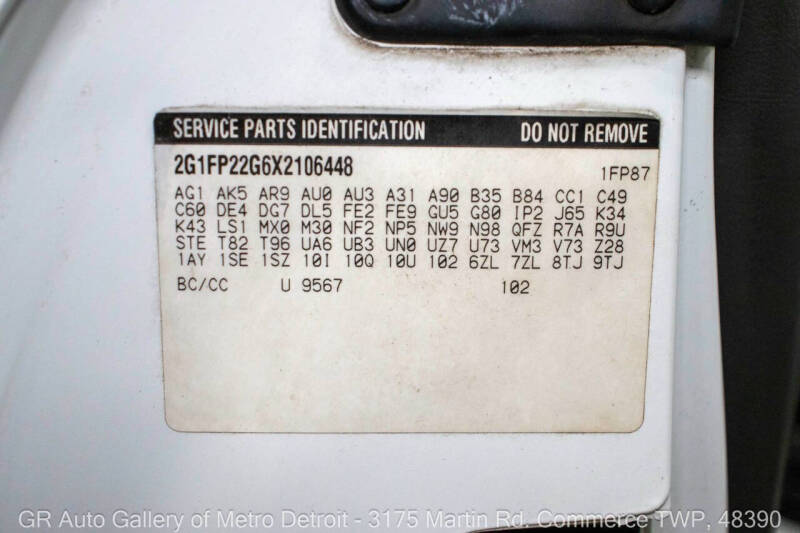 SERVICE PARTS IDENTIFICATION DO NOT REMOVE
2G1FP22G6X2106448 1FP87
AG1 AK5 AR9 AU0 AU3 A31 A90 B35 B84 CC1 C49
C60 DE4 DG7 DL5 FE2 FE9 GU5 G80 IP2 J65 K34
K43 LS1 MX0 M30 NF2 NP5 NW9 N98 QFZ R7A R9U
STE T82 T96 UA6 UB3 UN0 UZ7 U73 VM3 V73 Z28
1AY 1SE 1SZ 10I 10Q 10U 102 6ZL 7ZL 8TJ 9TJ
BC/CC U 9567 102
GR Auto Gallery of Metro Detroit - 3175 Martin Rd. Commerce TWP, 48390